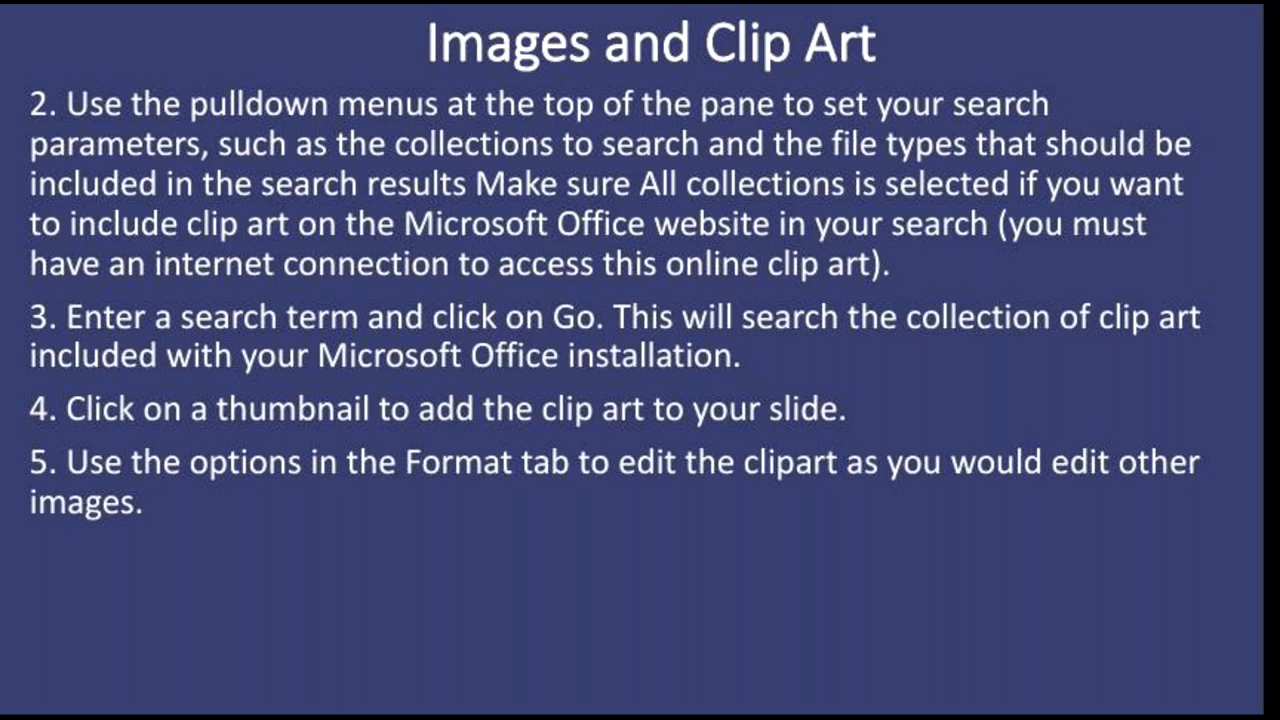 Images and Clip Art
2. Use the pulldown menus at the top of the pane to set your search
parameters, such as the collections to search and the file types that should be
included in the search results Make sure All collections is selected if you want
to include clip art on the Microsoft Office website in your search (you must
have an internet connection to access this online clip art).
3. Enter a search term and click on Go. This will search the collection of clip art
included with your Microsoft Office installation.
4. Click on a thumbnail to add the clip art to your slide.
5. Use the options in the Format tab to edit the clipart as you would edit other
images.